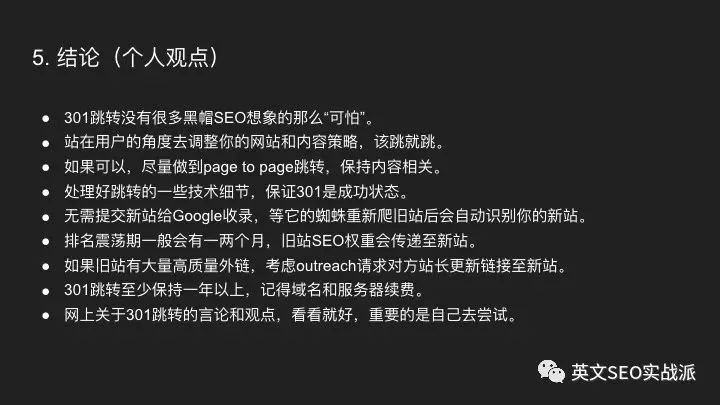 5. 结论（个人观点）
● 301跳转没有很多黑帽SEO想象的那么“可怕”。
● 站在用户的角度去调整你的网站和内容策略，该跳就跳。
● 如果可以，尽量做到page to page跳转，保持内容相关。
● 处理好跳转的一些技术细节，保证301是成功状态。
● 无需提交新站给Google收录，等它的蜘蛛重新爬旧站后会自动识别你的新站。
● 排名震荡期一般会有一两个月，旧站SEO权重会传递至新站。
● 如果旧站有大量高质量外链，考虑outreach请求对方站长更新链接至新站。
● 301跳转至少保持一年以上，记得域名和服务器续费。
● 网上关于301跳转的言论和观点，看看就好，重要的是自己去尝试。
英文SEO实战派